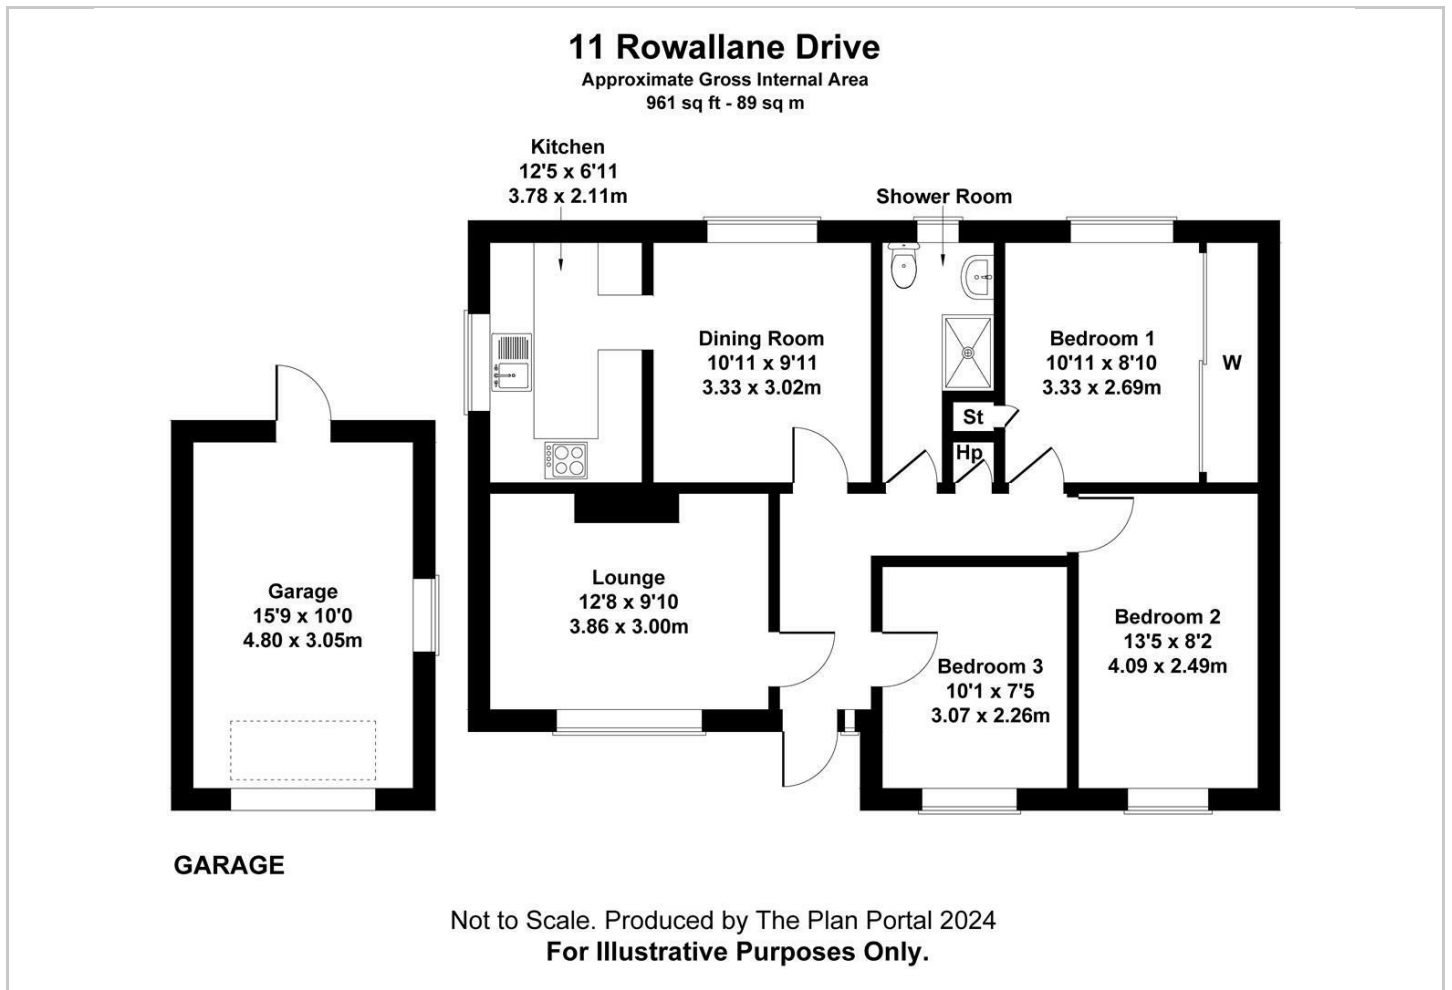 11 Rowallane Drive
Approximate Gross Internal Area
961 sq ft - 89 sq m
Kitchen
12'5 x 6'11
3.78 x 2.11m
Shower Room
Dining Room
10'11 x 9'11
3.33 x 3.02m
Bedroom 1
10'11 x 8'10
3.33 x 2.69m
W
St
Hp
Garage
15'9 x 10'0
4.80 x 3.05m
Lounge
12'8 x 9'10
3.86 x 3.00m
Bedroom 3
10'1 x 7'5
3.07 x 2.26m
Bedroom 2
13'5 x 8'2
4.09 x 2.49m
GARAGE
Not to Scale. Produced by The Plan Portal 2024
For Illustrative Purposes Only.